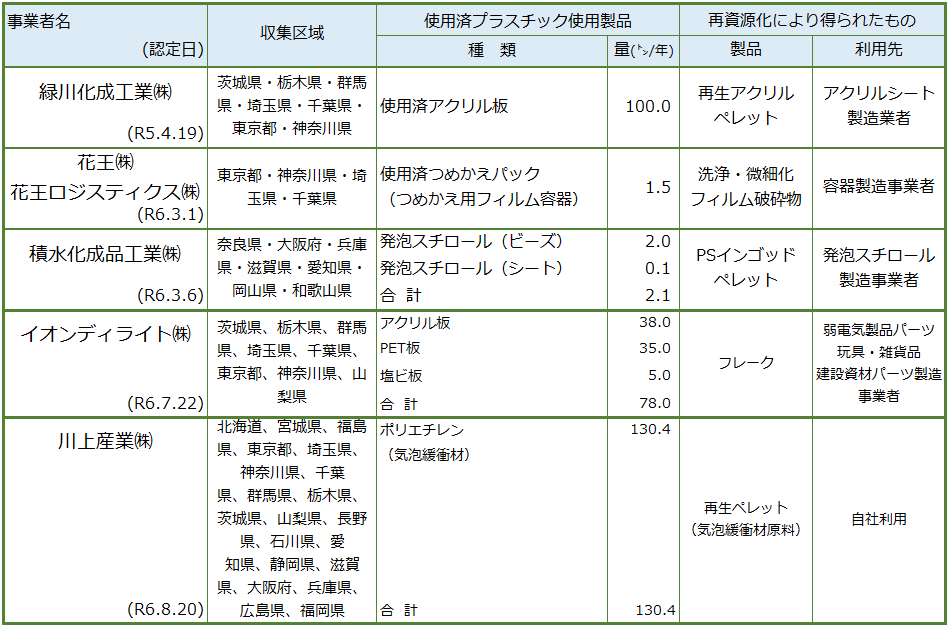 事業者名
(認定日)
収集区域
使用済プラスチック使用製品
再資源化により得られたもの
種　類
量(㌧/年)
製品
利用先
緑川化成工業㈱
(R5.4.19)
茨城県・栃木県・群馬
県・埼玉県・千葉県・
東京都・神奈川県
使用済アクリル板
100.0
再生アクリル
ペレット
アクリルシート
製造業者
花王㈱
花王ロジスティクス㈱
(R6.3.1)
東京都・神奈川県・埼
玉県・千葉県
使用済つめかえパック
（つめかえ用フィルム容器）
1.5
洗浄・微細化
フィルム破砕物
容器製造事業者
積水化成品工業㈱
(R6.3.6)
奈良県・大阪府・兵庫
県・滋賀県・愛知県・
岡山県・和歌山県
発泡スチロール（ビーズ）
2.0
発泡スチロール（シート）
0.1
合 計
2.1
PSインゴッド
ペレット
発泡スチロール
製造事業者
イオンディライト㈱
(R6.7.22)
茨城県、栃木県、群馬
県、埼玉県、千葉県、
東京都、神奈川県、山
梨県
アクリル板
38.0
PET板
35.0
塩ビ板
5.0
合 計
78.0
フレーク
弱電気製品パーツ
玩具・雑貨品
建設資材パーツ製造
事業者
川上産業㈱
(R6.8.20)
北海道、宮城県、福島
県、東京都、埼玉県、
神奈川県、千葉
県、群馬県、栃木県、
茨城県、山梨県、長野
県、石川県、愛
知県、静岡県、滋賀
県、大阪府、兵庫県、
広島県、福岡県
ポリエチレン
130.4
（気泡緩衝材）
合 計
130.4
再生ペレット
（気泡緩衝材原料）
自社利用